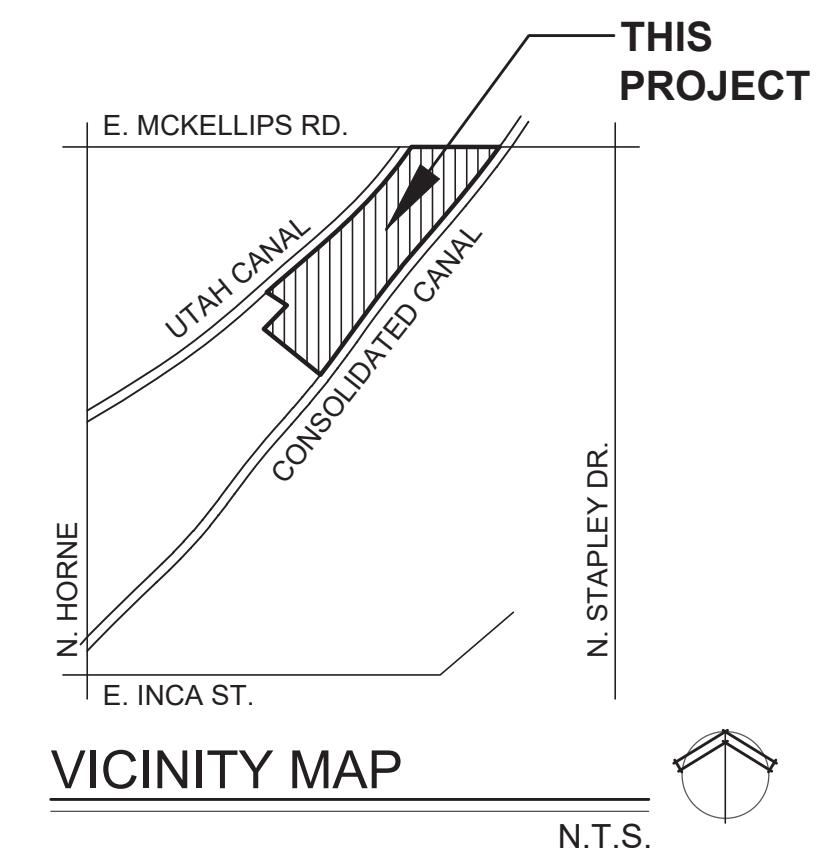 THIS
PROJECT
E. MCKELLIPS RD.
UTAH CANAL
CONSOLIDATED CANAL
N. HORNE
N. STAPLEY DR.
E. INCA ST.
VICINITY MAP
N.T.S.